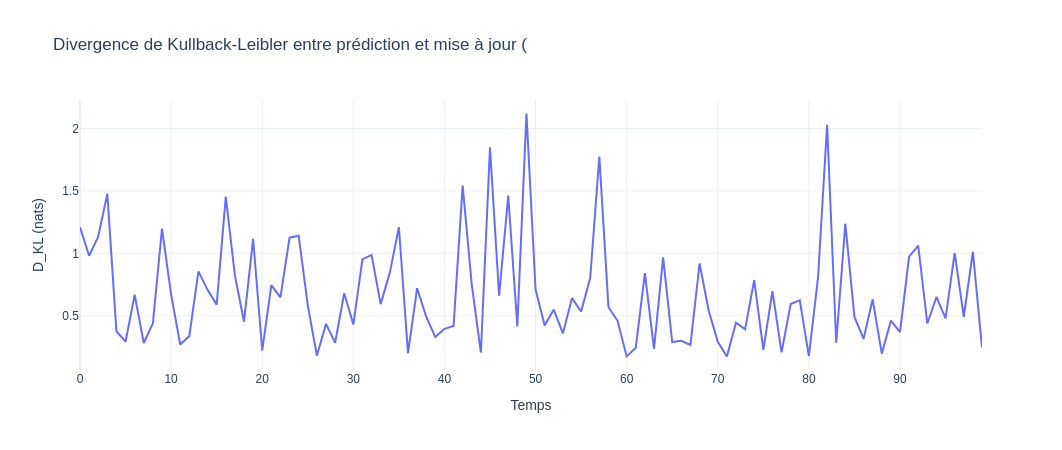 Divergence de Kullback-Leibler entre prédiction et mise à jour (
2
1.5
1
0.5
D_KL (nats)
0 10 20 30 40 50 60 70 80 90
Temps